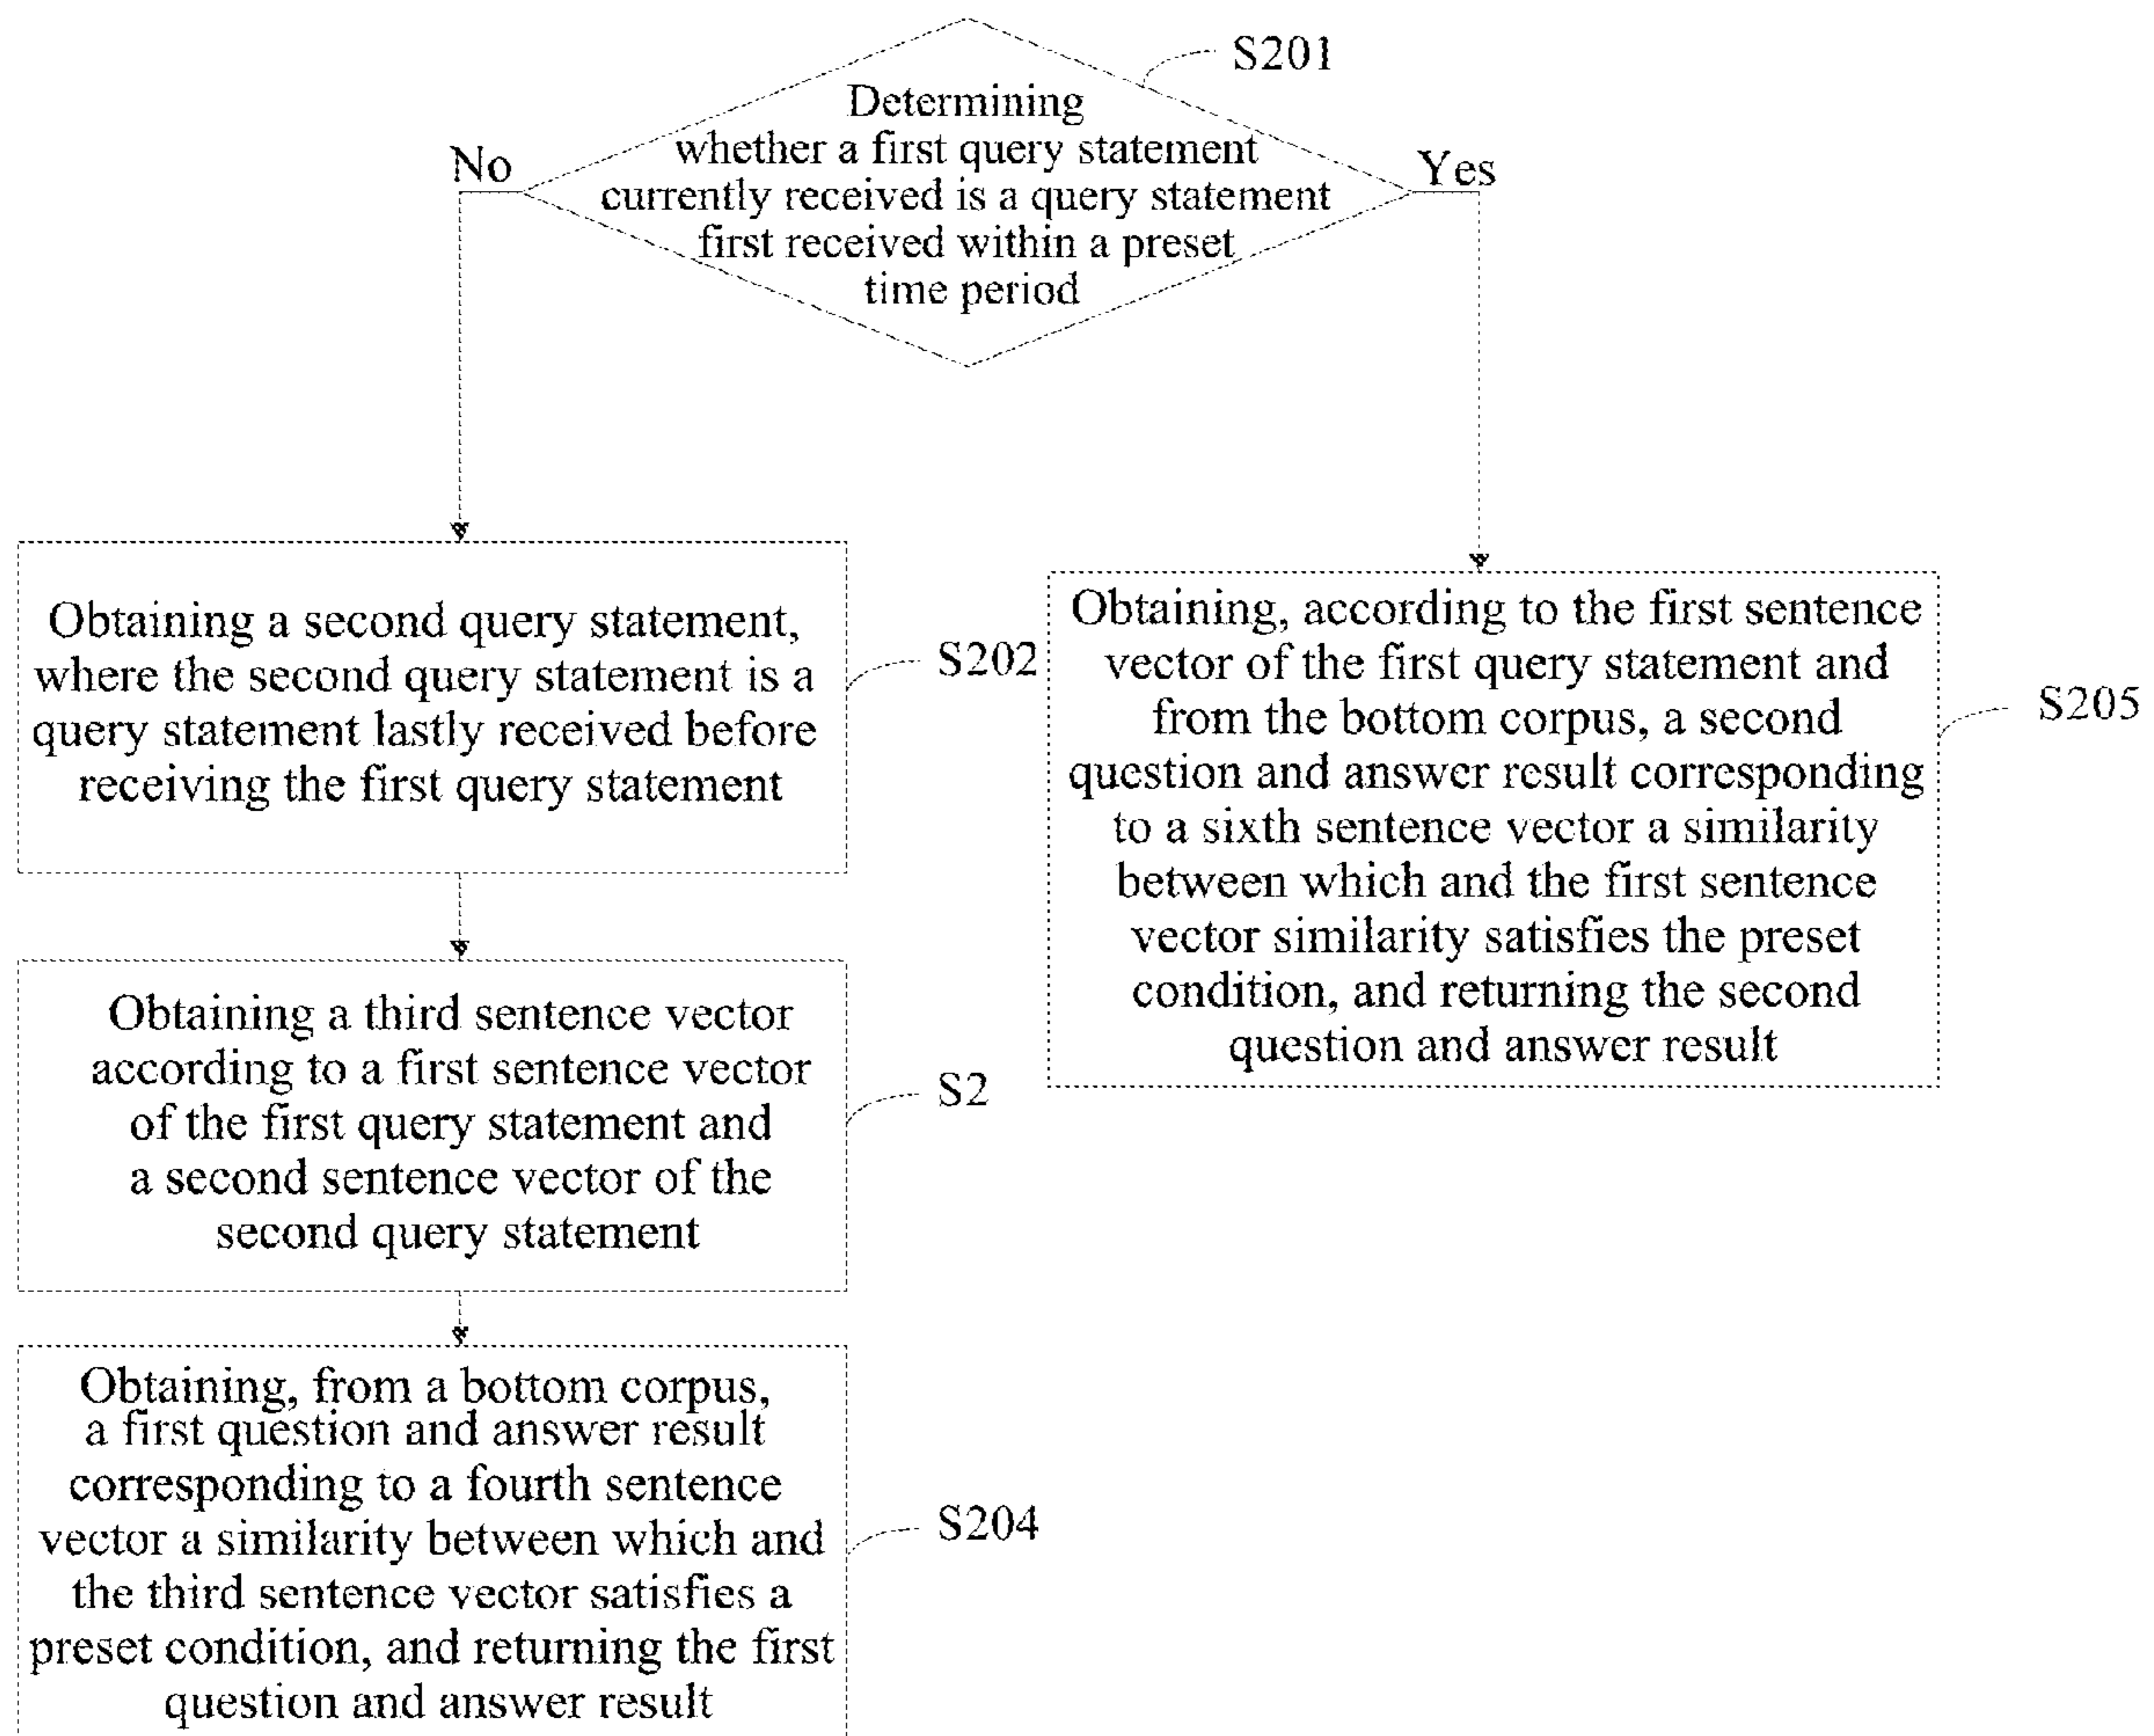 S201
Determining
whether a first query statement
currently received is a query statement
first received within a preset
time period
No
Yes
Obtaining a second query statement,
where the second query statement is a
query statement lastly received before
receiving the first query statement
S202
Obtaining a third sentence vector
according to a first sentence vector
of the first query statement and
a second sentence vector of the
second query statement
S2
Obtaining, from a bottom corpus,
a first question and answer result
corresponding to a fourth sentence
vector a similarity between which and
the third sentence vector satisfies a
preset condition, and returning the first
question and answer result
S204
Obtaining, according to the first sentence
vector of the first query statement and
from the bottom corpus, a second
question and answer result corresponding
to a sixth sentence vector a similarity
between which and the first sentence
vector similarity satisfies the preset
condition, and returning the second
question and answer result
S205